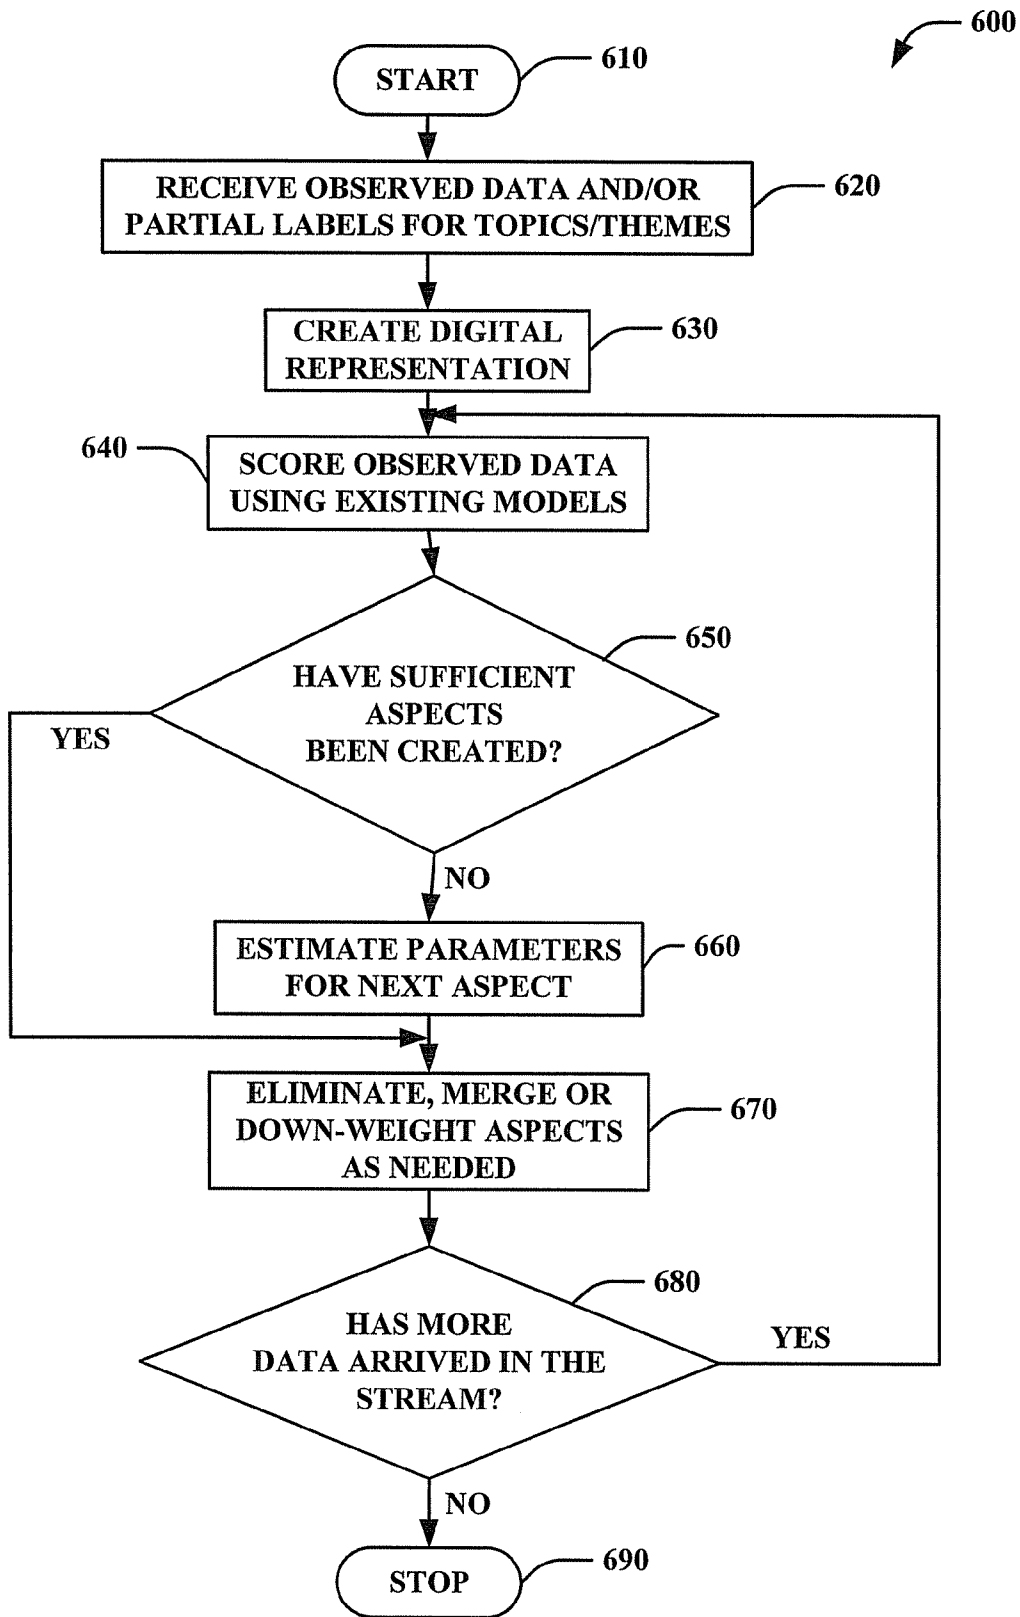 600
START
610
RECEIVE OBSERVED DATA AND/OR
PARTIAL LABELS FOR TOPICS/THEMES
620
CREATE DIGITAL
REPRESENTATION
630
640
SCORE OBSERVED DATA
USING EXISTING MODELS
650
HAVE SUFFICIENT
ASPECTS
BEEN CREATED?
YES
NO
ESTIMATE PARAMETERS
FOR NEXT ASPECT
660
ELIMINATE, MERGE OR
DOWN-WEIGHT ASPECTS
AS NEEDED
670
680
HAS MORE
DATA ARRIVED IN THE
STREAM?
YES
NO
STOP
690